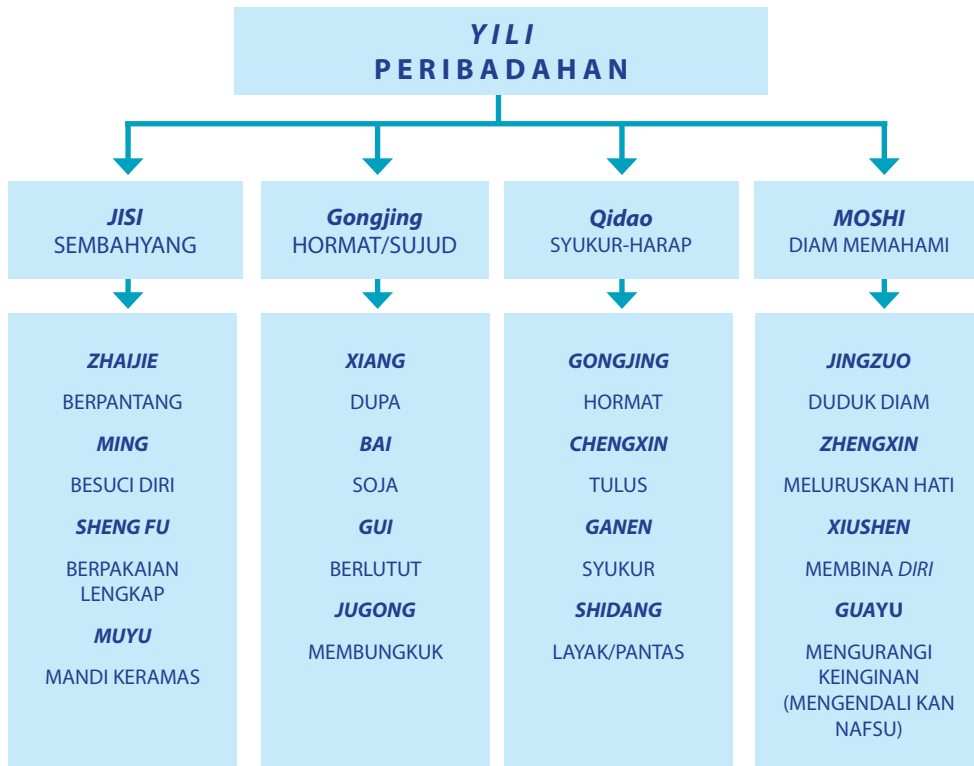 YILI
PERIBADAHAN
JISI
SEMBAHYANG
Gongjing
HORMAT/SUJUD
Qidao
SYUKUR-HARAP
MOSHI
DIAM MEMAHAMI
ZHAIJIE
BERPANTANG
MING
BESUCI DIRI
SHENG FU
BERPAKAIAN
LENGKAP
MUYU
MANDI KERAMAS
XIANG
DUPA
BAI
SOJA
GUI
BERLUTUT
JUGONG
MEMBUNGKUK
GONGJING
HORMAT
CHENGXIN
TULUS
GANEN
SYUKUR
SHIDANG
LAYAK/PANTAS
JINGZUO
DUDUK DIAM
ZHENGXIN
MELURUSKAN HATI
XIUSHEN
MEMBINA DIRI
GUAYU
MENGURANGI
KEINGINAN
(MENGENDALI KAN
NAFSU)